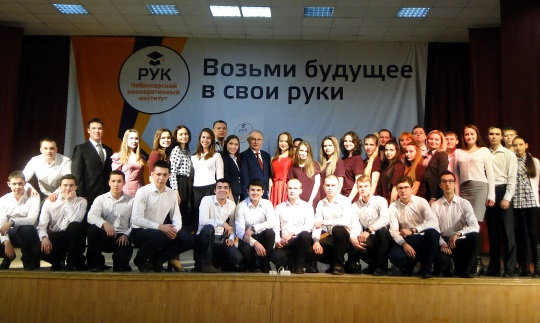 РУК
Чебоксарский
кооперативный
институт
Возьми будущее
в свои руки